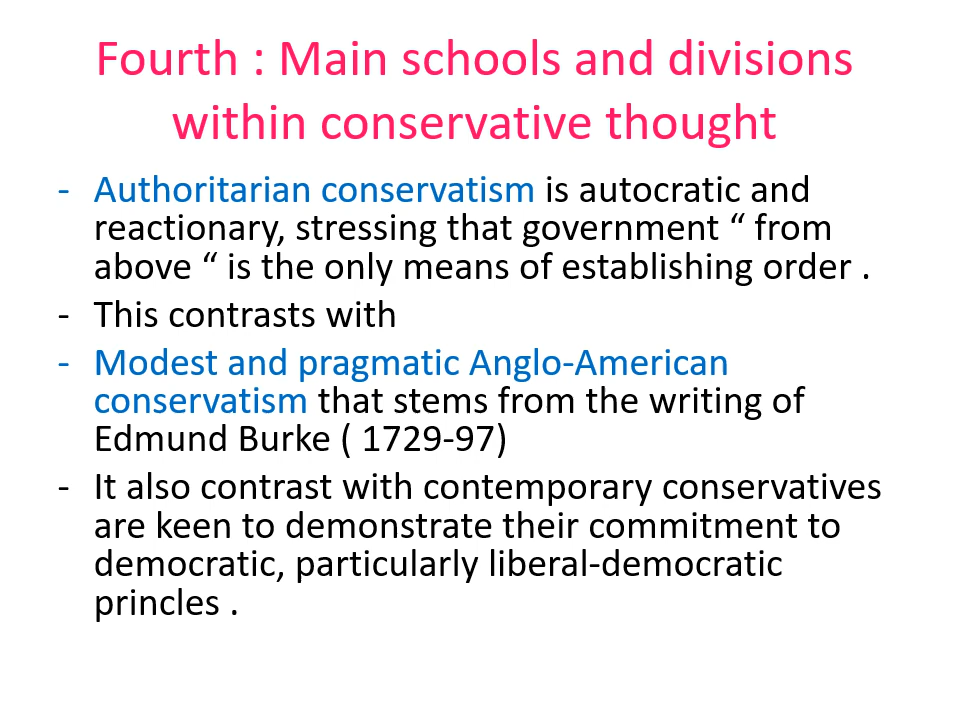 Fourth : Main schools and divisions
within conservative thought
- Authoritarian conservatism is autocratic and
reactionary, stressing that government “ from
above “ is the only means of establishing order .
- This contrasts with
- Modest and pragmatic Anglo-American
conservatism that stems from the writing of
Edmund Burke ( 1729-97)
- It also contrast with contemporary conservatives
are keen to demonstrate their commitment to
democratic, particularly liberal-democratic
princles .